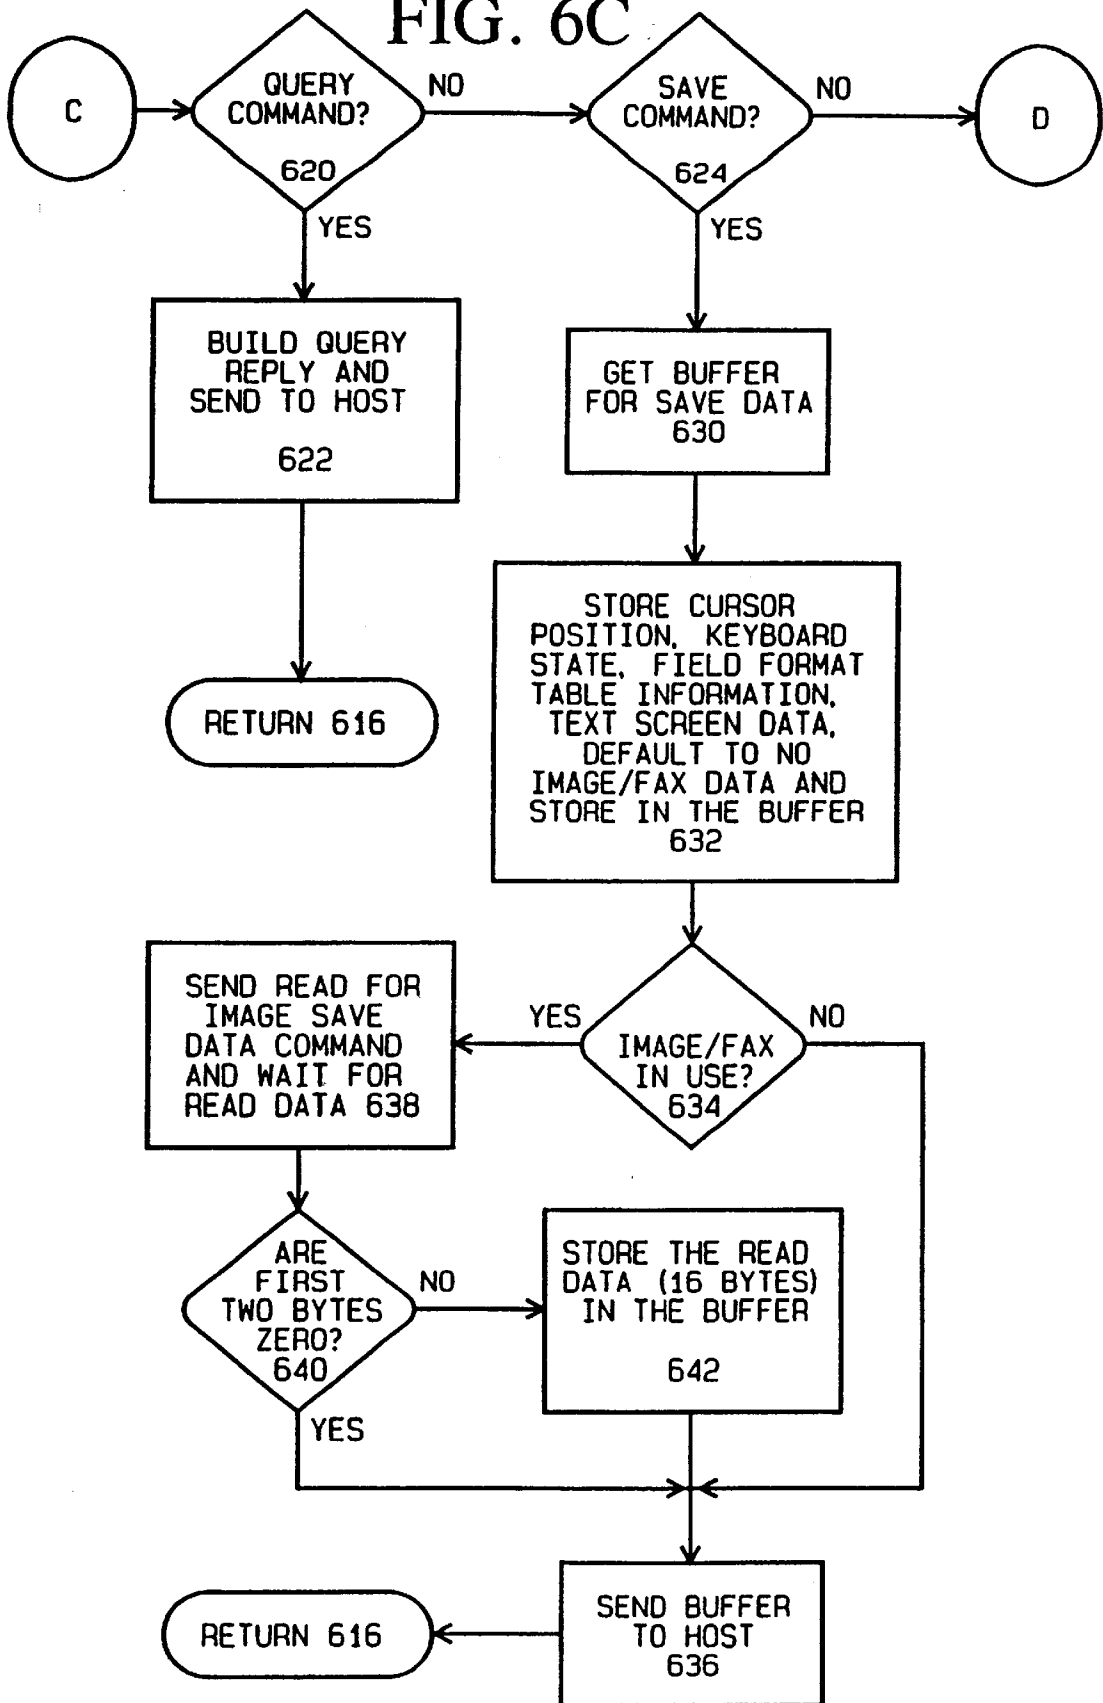 FIG. 6C
C
QUERY
COMMAND?
620
NO
YES
SAVE
COMMAND?
624
NO
YES
D
BUILD QUERY
REPLY AND
SEND TO HOST
622
RETURN 616
GET BUFFER
FOR SAVE DATA
630
STORE CURSOR
POSITION, KEYBOARD
STATE, FIELD FORMAT
TABLE INFORMATION,
TEXT SCREEN DATA,
DEFAULT TO NO
IMAGE/FAX DATA AND
STORE IN THE BUFFER
632
IMAGE/FAX
IN USE?
634
YES
NO
SEND READ FOR
IMAGE SAVE
DATA COMMAND
AND WAIT FOR
READ DATA 638
ARE
FIRST
TWO BYTES
ZERO?
640
NO
YES
STORE THE READ
DATA (16 BYTES)
IN THE BUFFER
642
SEND BUFFER
TO HOST
636
RETURN 616